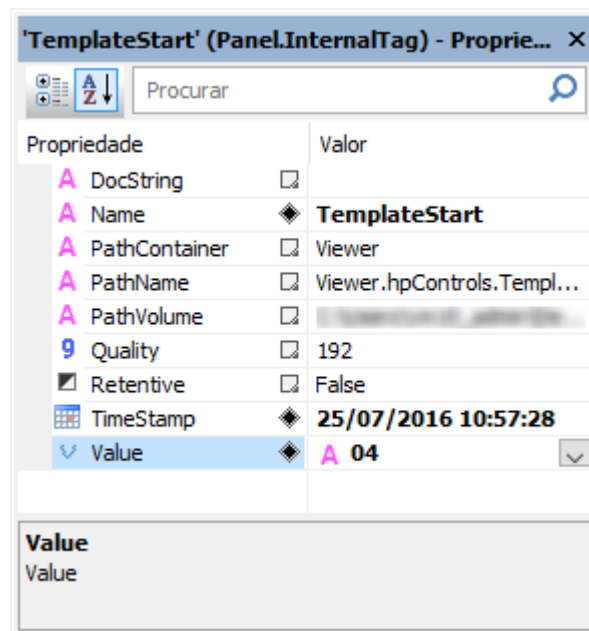 'TemplateStart' (Panel.InternalTag) - Proprie...
Procurar
Propriedade Valor
DocString
Name TemplateStart
PathContainer Viewer
PathName Viewer.hpControls.Templ...
PathVolume
Quality 192
Retentive False
TimeStamp 25/07/2016 10:57:28
Value A 04
Value
Value